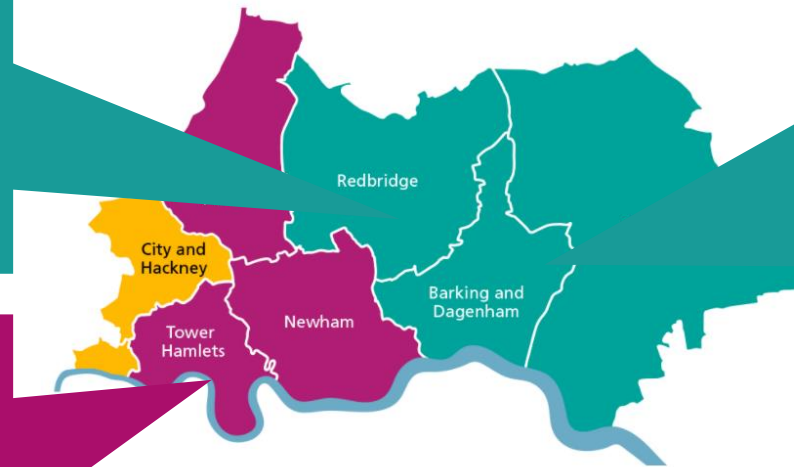 Redbridge
City and
Hackney
Barking and
Dagenham
Newham
Tower
Hamlets